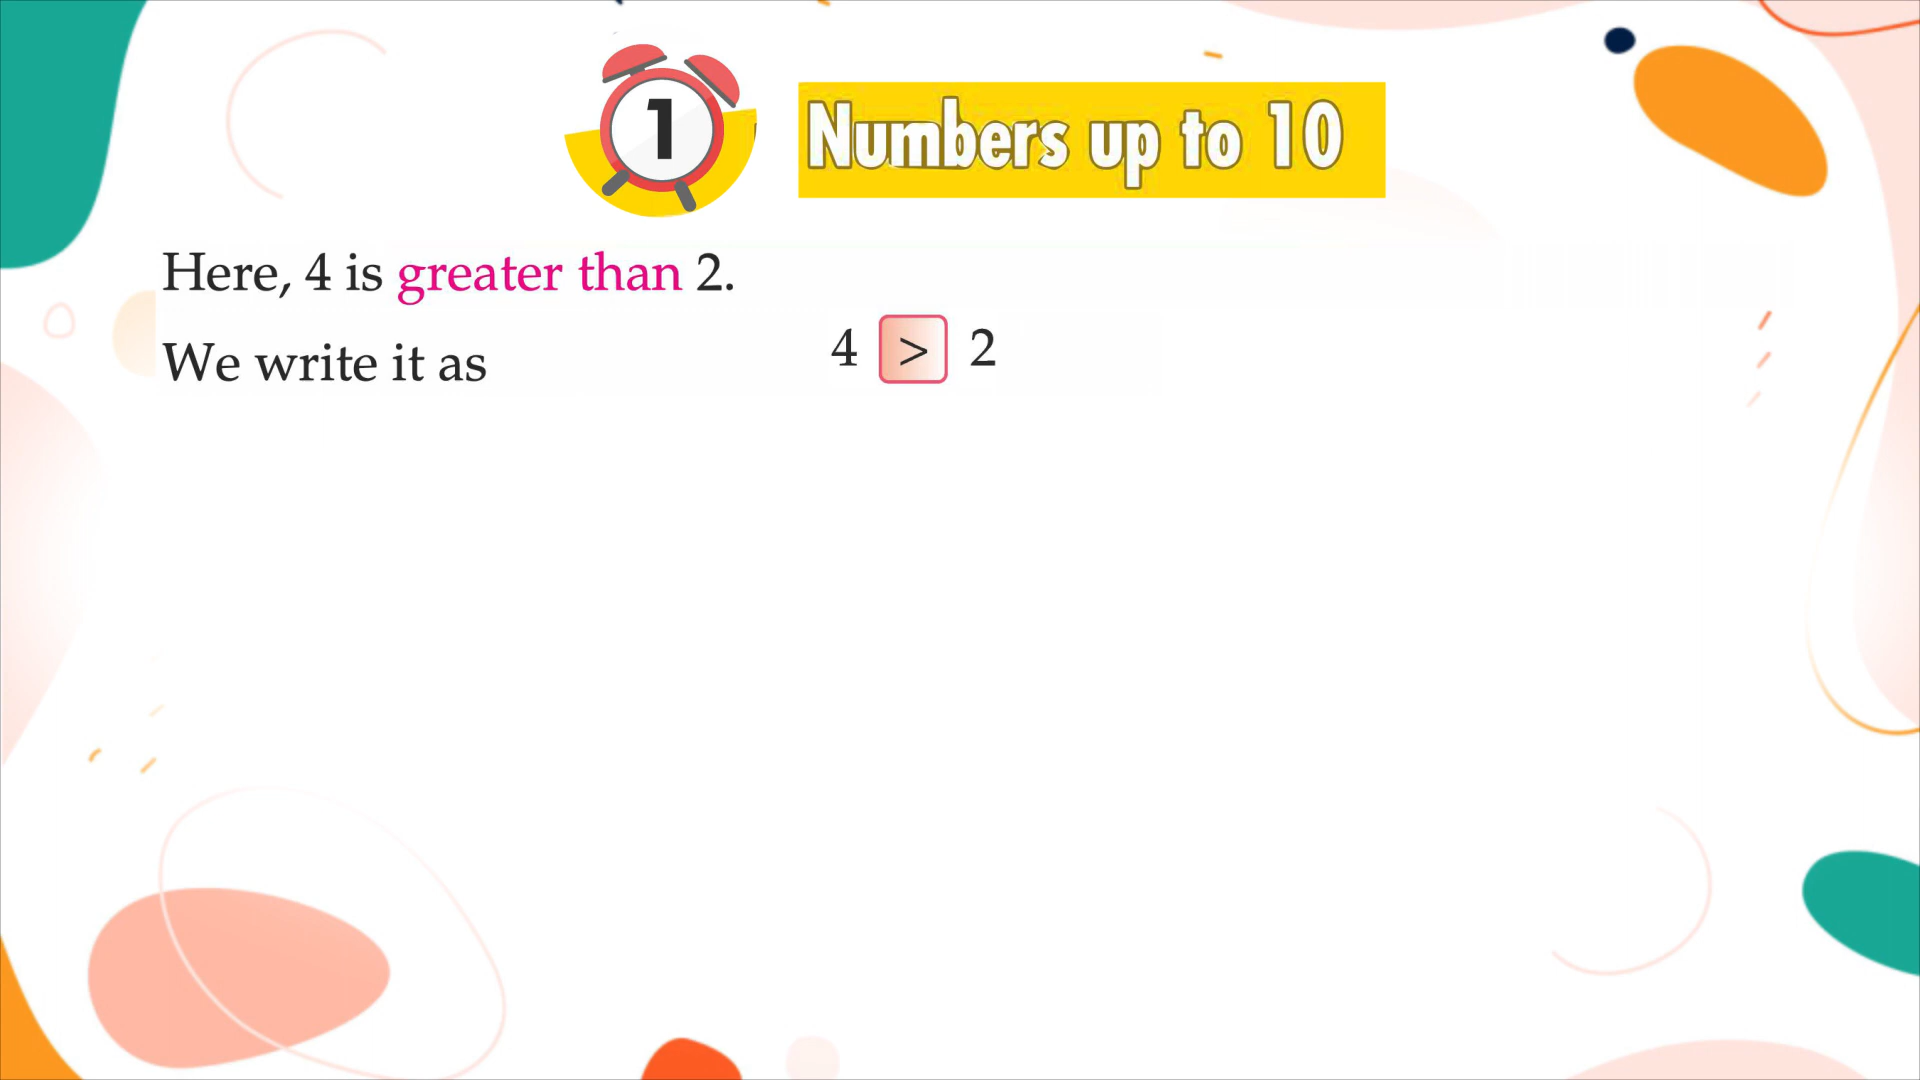 1
Numbers up to 10
Here, 4 is greater than 2.
We write it as 4 > 2